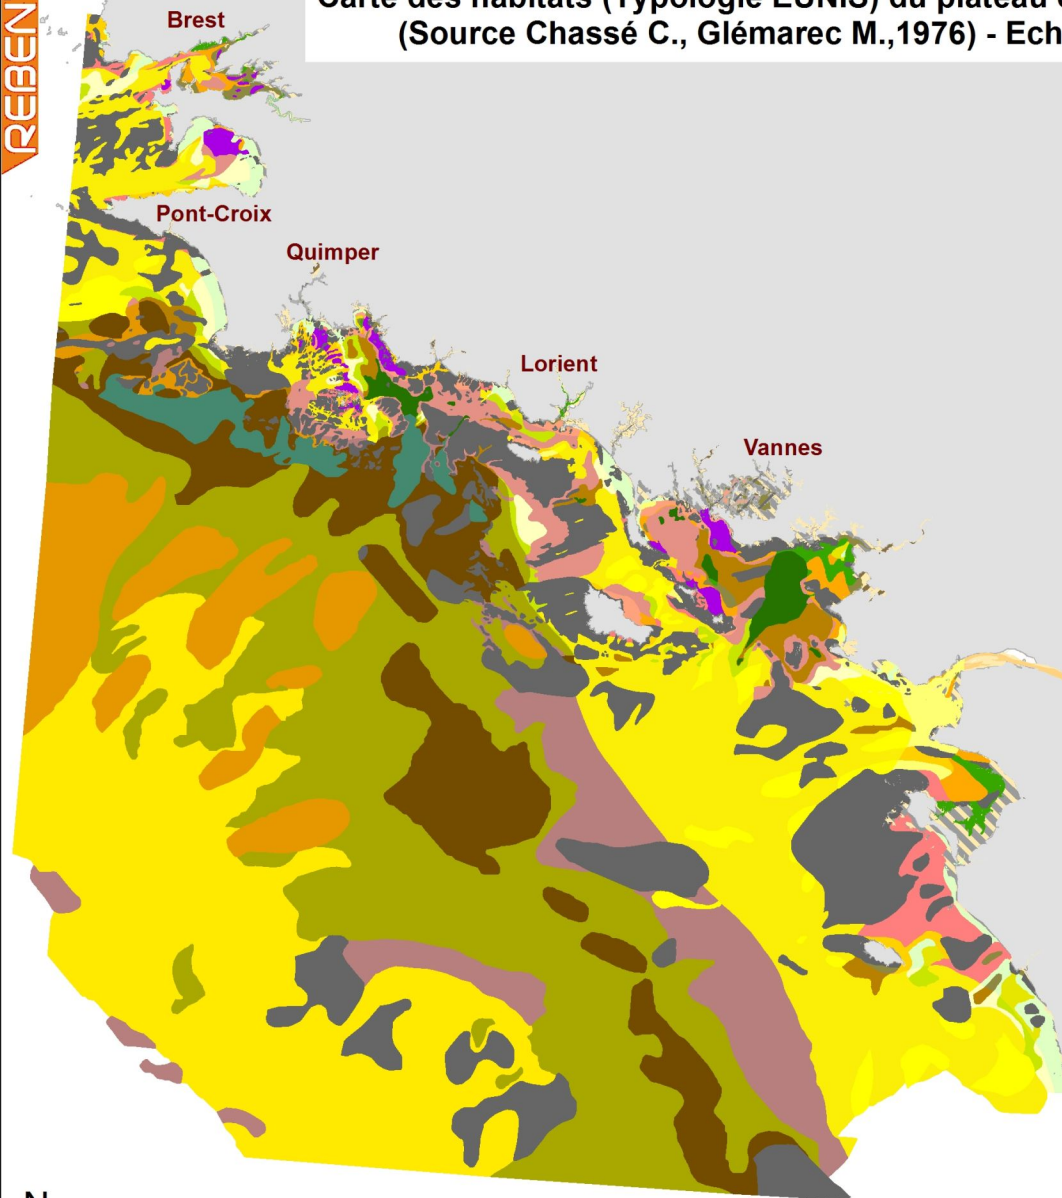 Carte des habitats (Typologie EUNIS) du plateau
(Source Chassé C., Glémarec M.,1976) - Ech
REBEN
Brest
Pont-Croix
Quimper
Lorient
Vannes
N